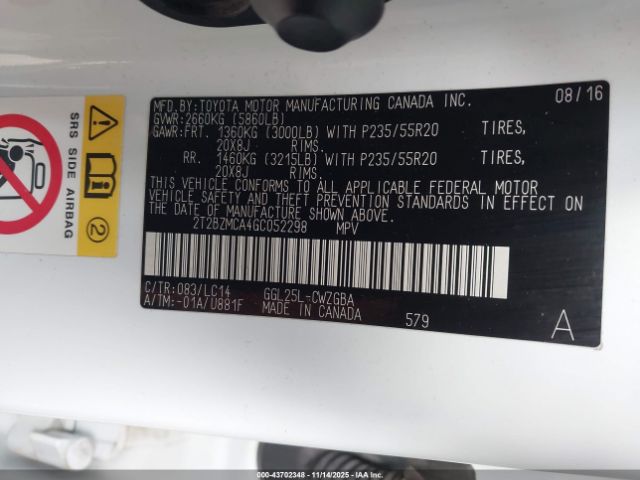 MFD.BY:TOYOTA MOTOR MANUFACTURING CANADA INC. 08/16
GVWR:2660KG (5860LB)
GAWR:FRT. 1360KG (3000LB) WITH P235/55R20 TIRES,
20X8J RIMS.
RR. 1460KG (3215LB) WITH P235/55R20 TIRES,
20X8J RIMS.
THIS VEHICLE CONFORMS TO ALL APPLICABLE FEDERAL MOTOR
VEHICLE SAFETY AND THEFT PREVENTION STANDARDS IN EFFECT ON
THE DATE OF MANUFACTURE SHOWN ABOVE.
2T2BZMCA4GC052298 MPV
C/TR:083/LC14 GGL25L-CWZGBA
A/TM:-01A/U881F MADE IN CANADA 579 A
SRS SIDE AIRBAG
2
000-43702348 - 11/14/2025 - COPART.CA